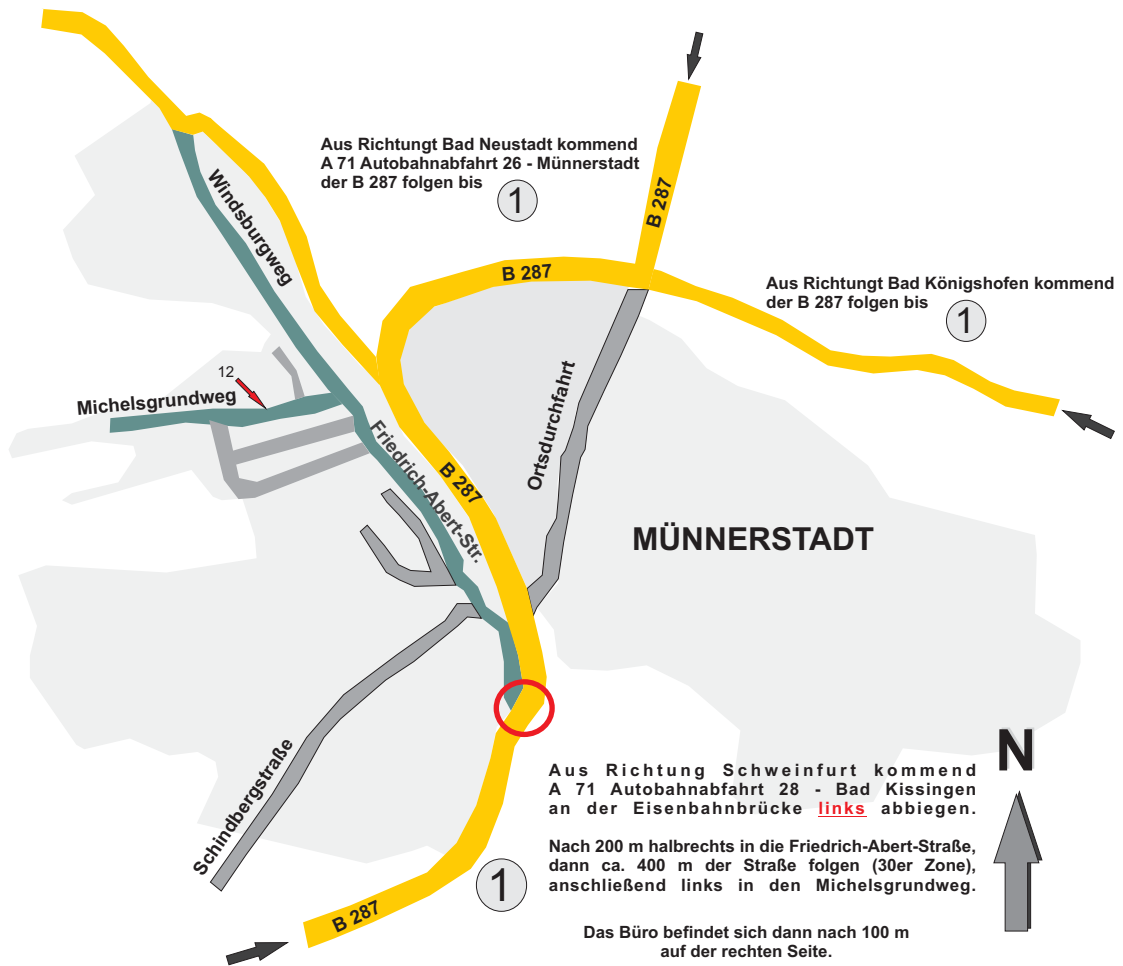 Aus Richtungt Bad Neustadt kommend
A 71 Autobahnabfahrt 26 - Münnerstadt
der B 287 folgen bis
1
B 287
Windsburgweg
B 287
Aus Richtungt Bad Königshofen kommend
der B 287 folgen bis
1
12
Michelsgrundweg
Friedrich-Abert-Str.
B 287
Ortsdurchfahrt
MÜNNERSTADT
Schindbergstraße
N
Aus Richtung Schweinfurt kommend
A 71 Autobahnabfahrt 28 - Bad Kissingen
an der Eisenbahnbrücke links abbiegen.
Nach 200 m halbrechts in die Friedrich-Abert-Straße,
dann ca. 400 m der Straße folgen (30er Zone),
anschließend links in den Michelsgrundweg.
1
B 287
Das Büro befindet sich dann nach 100 m
auf der rechten Seite.